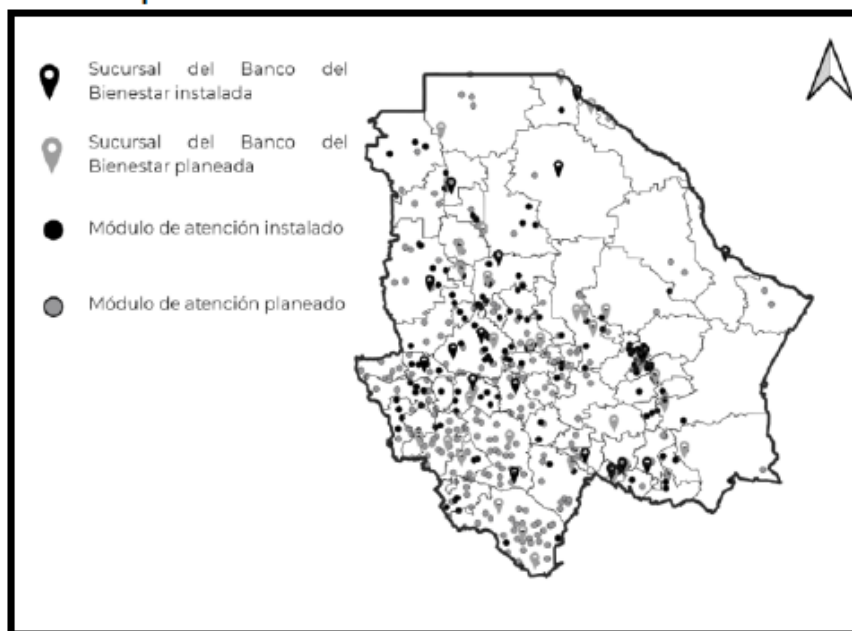 Sucursal del Banco del
Bienestar instalada
Sucursal del Banco del
Bienestar planeada
Módulo de atención instalado
Módulo de atención planeado